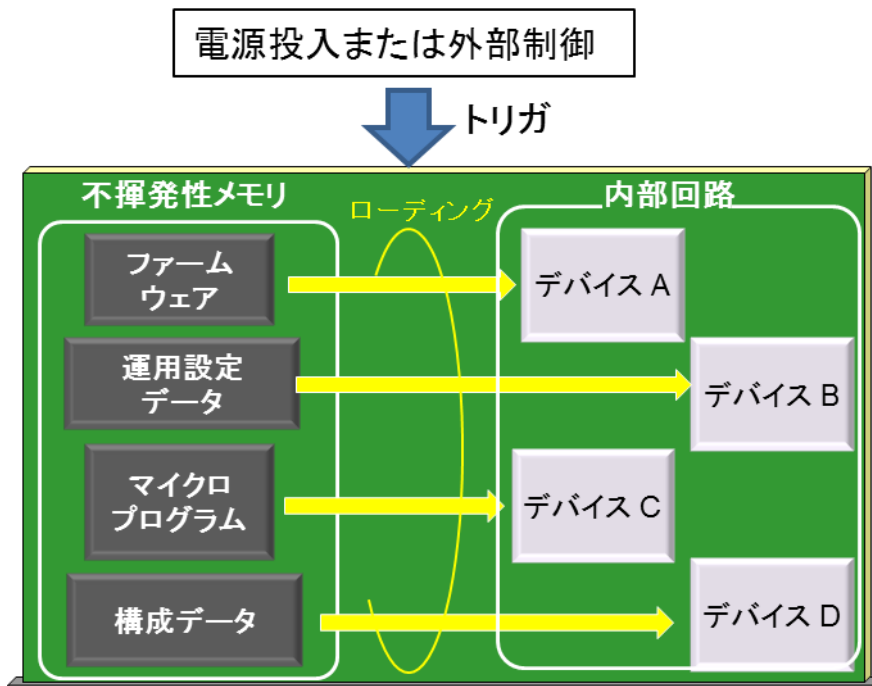 電源投入または外部制御
トリガ
不揮発性メモリ
ローディング
内部回路
ファーム
ウェア
デバイス A
運用設定
データ
デバイス B
マイクロ
プログラム
デバイス C
構成データ
デバイス D